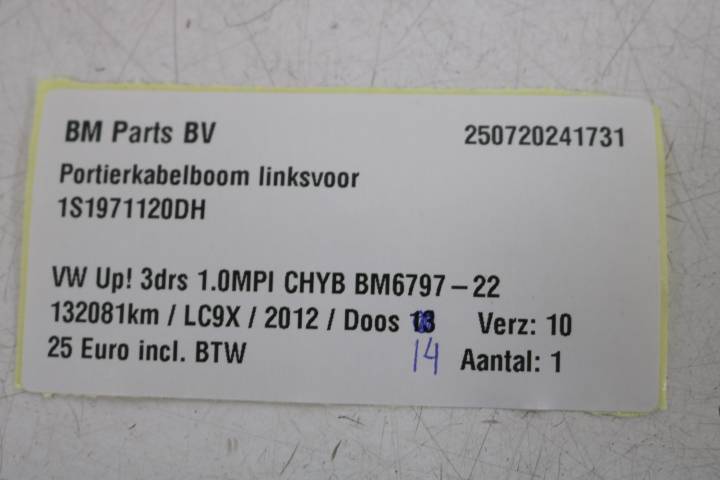 BM Parts BV 250720241731
Portierkabelboom linksvoor
1S1971120DH
VW Up! 3drs 1.0MPI CHYB BM6797-22
132081km / LC9X / 2012 / Doos Verz: 10
25 Euro incl. BTW 14 Aantal: 1